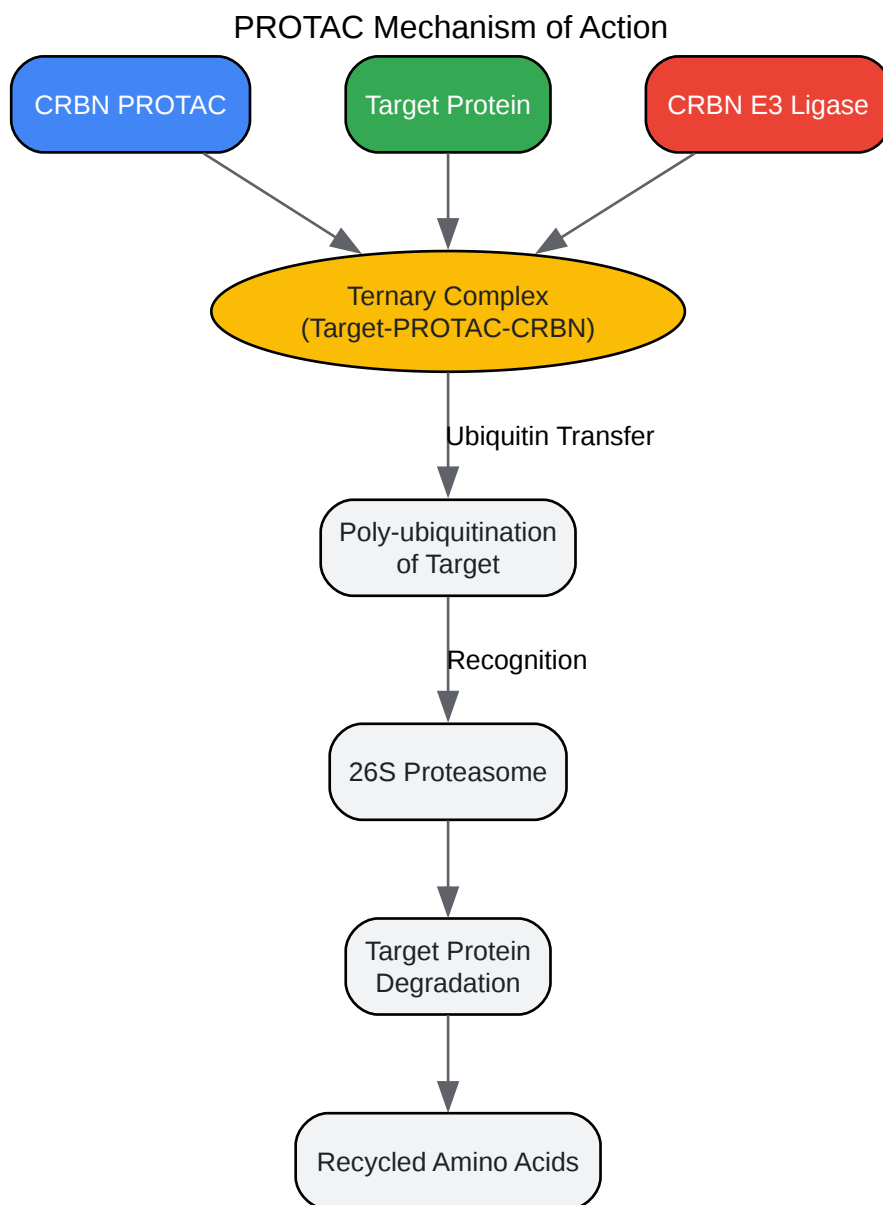 PROTAC Mechanism of Action
CRBN PROTAC
Target Protein
CRBN E3 Ligase
Ternary Complex
(Target-PROTAC-CRBN)
Ubiquitin Transfer
Poly-ubiquitination
of Target
Recognition
26S Proteasome
Target Protein
Degradation
Recycled Amino Acids